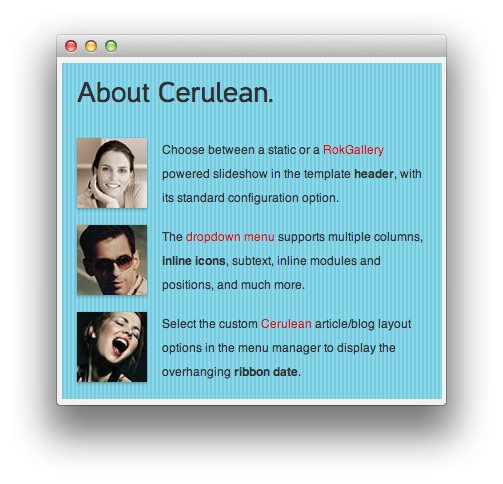 About Cerulean.
Choose between a static or a RokGallery
powered slideshow in the template header, with
its standard configuration option.
The dropdown menu supports multiple columns,
inline icons, subtext, inline modules and
positions, and much more.
Select the custom Cerulean article/blog layout
options in the menu manager to display the
overhanging ribbon date.